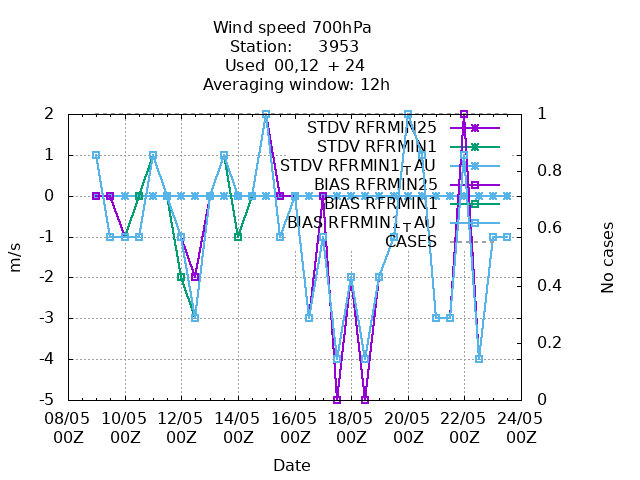 Wind speed 700hPa
Station: 3953
Used 00,12 + 24
Averaging window: 12h
2 1
STDV RFRMIN25
STDV RFRMIN1
STDV RFRMIN1_TAU
BIAS RFRMIN25
BIAS RFRMIN1
BIAS RFRMIN1_TAU
CASES
1
0
-1
-2
-3
-4
-5
0.8
0.6
0.4
0.2
0
m/s
No cases
08/05 10/05 12/05 14/05 16/05 18/05 20/05 22/05 24/05
00Z 00Z 00Z 00Z 00Z 00Z 00Z 00Z 00Z
Date